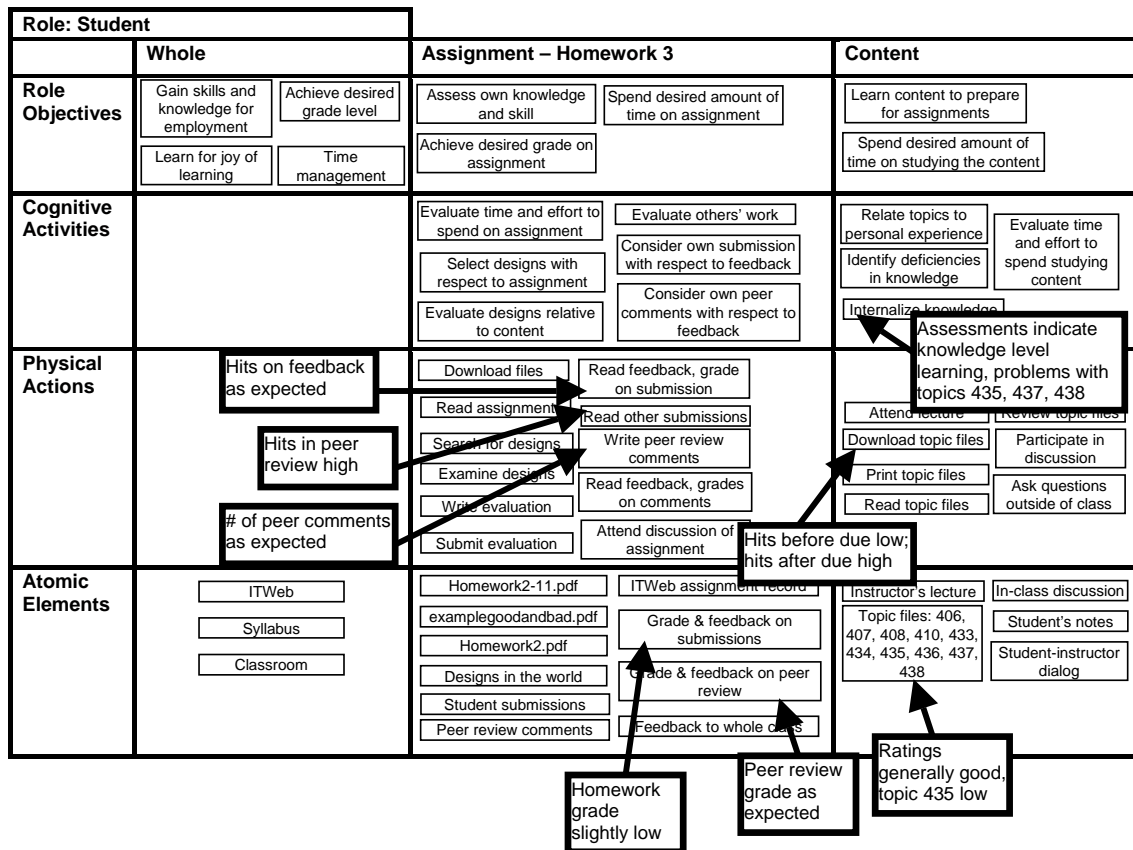 Role: Student
Whole
Assignment – Homework 3
Content
Role
Objectives
Gain skills and
knowledge for
employment
Achieve desired
grade level
Learn for joy of
learning
Time
management
Assess own knowledge
and skill
Spend desired amount of
time on assignment
Achieve desired grade on
assignment
Learn content to prepare
for assignments
Spend desired amount of
time on studying the content
Cognitive
Activities
Evaluate time and effort to
spend on assignment
Select designs with
respect to assignment
Evaluate designs relative
to content
Evaluate others' work
Consider own submission
with respect to feedback
Consider own peer
comments with respect to
feedback
Relate topics to
personal experience
Identify deficiencies
in knowledge
Internalize knowledge
Evaluate time
and effort to
spend studying
content
Assessments indicate
knowledge level
learning, problems with
topics 435, 437, 438
Physical
Actions
Hits on feedback
as expected
Hits in peer
review high
# of peer comments
as expected
Download files
Read assignment
Search for designs
Examine designs
Write evaluation
Submit evaluation
Read feedback, grade
on submission
Read other submissions
Write peer review
comments
Read feedback, grades
on comments
Attend discussion of
assignment
Attend lecture
Download topic files
Print topic files
Read topic files
Review topic files
Participate in
discussion
Ask questions
outside of class
Hits before due low;
hits after due high
Atomic
Elements
ITWeb
Syllabus
Classroom
Homework2-11.pdf
examplegoodandbad.pdf
Homework2.pdf
Designs in the world
Student submissions
Peer review comments
ITWeb assignment record
Grade & feedback on
submissions
Grade & feedback on peer
review
Feedback to whole class
Instructor's lecture
Topic files: 406,
407, 408, 410, 433,
434, 435, 436, 437,
438
In-class discussion
Student's notes
Student-instructor
dialog
Homework
grade
slightly low
Peer review
grade as
expected
Ratings
generally good,
topic 435 low